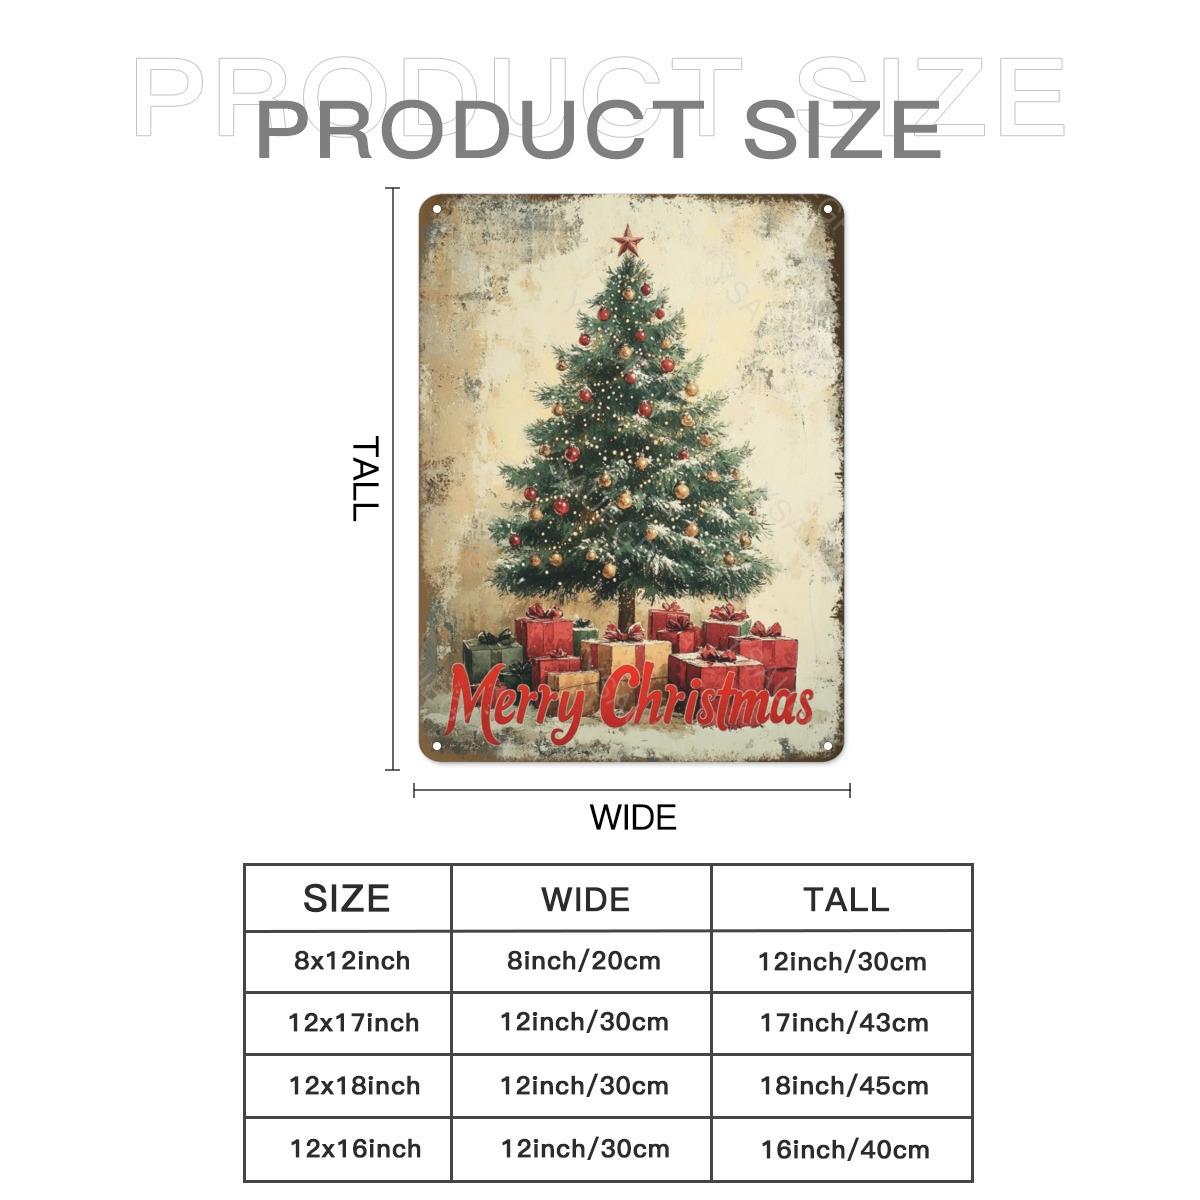 PRODUCT SIZE
PRODUCT SIZE
TALL
Merry Christmas
WIDE
SIZE WIDE TALL
8x12inch 8inch/20cm 12inch/30cm
12x17inch 12inch/30cm 17inch/43cm
12x18inch 12inch/30cm 18inch/45cm
12x16inch 12inch/30cm 16inch/40cm